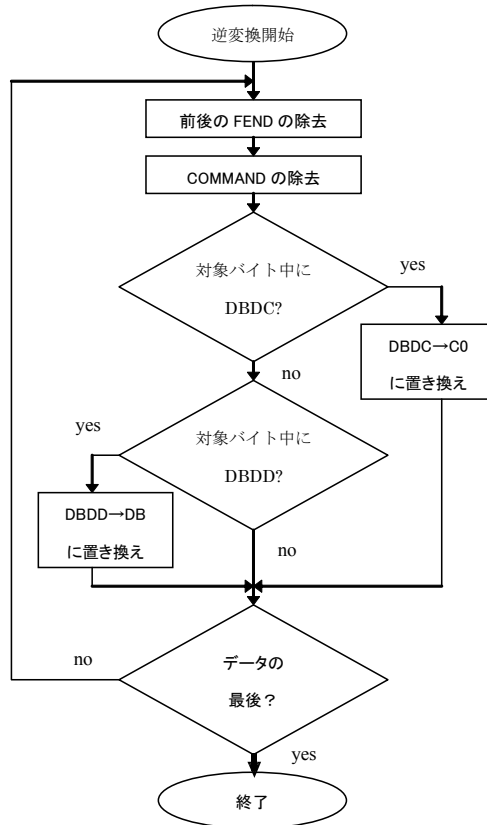 逆変換開始
前後の FEND の除去
COMMAND の除去
対象バイト中に
DBDC?
yes
DBDC→C0
に置き換え
no
対象バイト中に
DBDD?
yes
DBDD→DB
に置き換え
no
データの
最後？
no
yes
終了